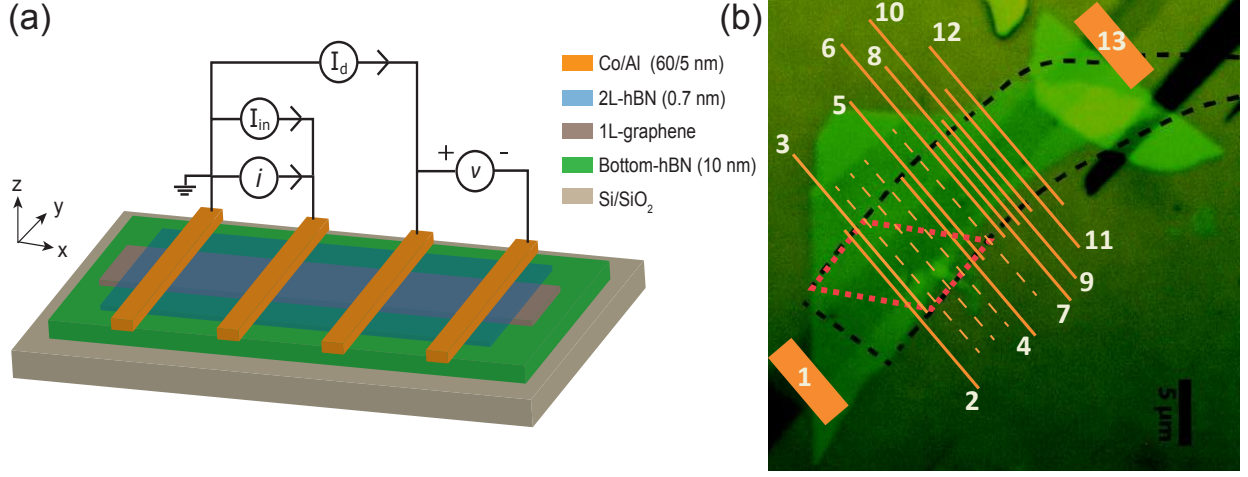 (a)
I_d
I_in
i
+
-
v
z
y
x
Co/Al (60/5 nm)
2L-hBN (0.7 nm)
1L-graphene
Bottom-hBN (10 nm)
Si/SiO₂
(b)
10
6
12
8
5
3
13
11
9
7
4
2
1
5 µm